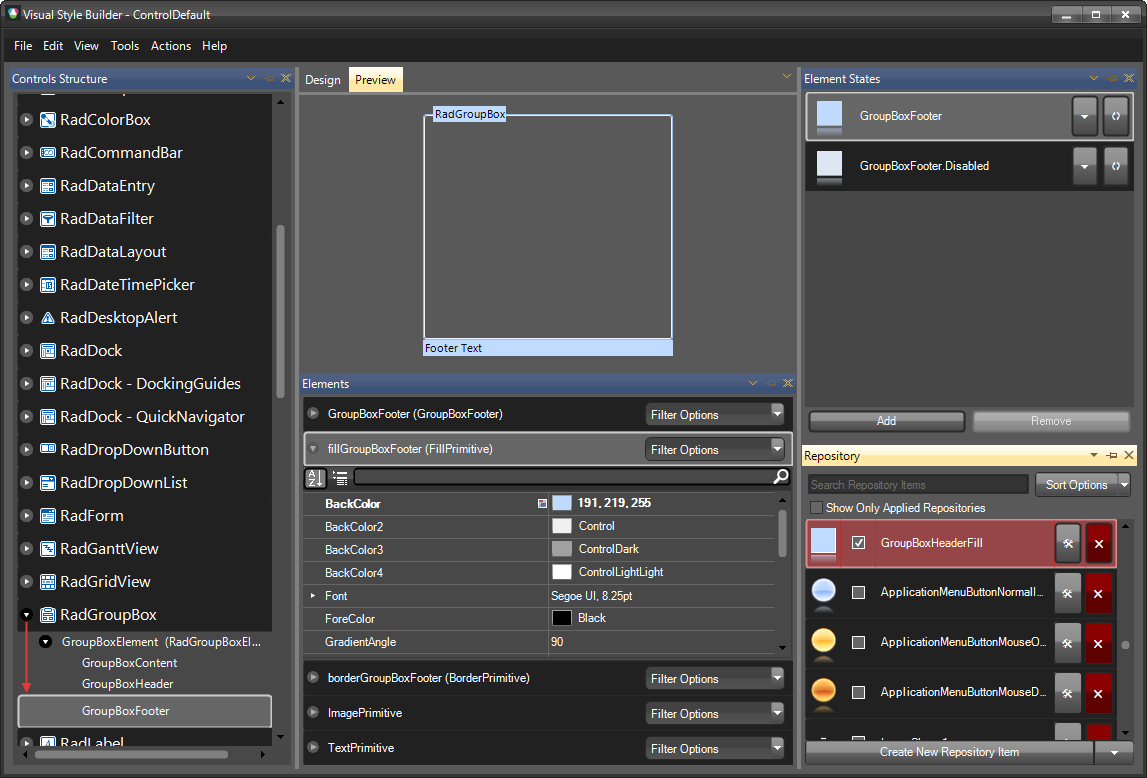 Visual Style Builder - ControlDefault
File Edit View Tools Actions Help
Controls Structure
RadColorBox
RadCommandBar
RadDataEntry
RadDataFilter
RadDataLayout
RadDateTimePicker
RadDesktopAlert
RadDock
RadDock - DockingGuides
RadDock - QuickNavigator
RadDropDownButton
RadDropDownList
RadForm
RadGanttView
RadGridView
RadGroupBox
GroupBoxElement (RadGroupBoxEl...
GroupBoxContent
GroupBoxHeader
GroupBoxFooter
RadLabel
Design Preview
RadGroupBox
Footer Text
Elements
GroupBoxFooter (GroupBoxFooter) Filter Options
fillGroupBoxFooter (FillPrimitive) Filter Options
BackColor 191, 219, 255
BackColor2 Control
BackColor3 ControlDark
BackColor4 ControlLightLight
Font Segoe UI, 8.25pt
ForeColor Black
GradientAngle 90
borderGroupBoxFooter (BorderPrimitive) Filter Options
ImagePrimitive Filter Options
TextPrimitive Filter Options
Element States
GroupBoxFooter
GroupBoxFooter.Disabled
Add Remove
Repository
Search Repository Items Sort Options
Show Only Applied Repositories
GroupBoxHeaderFill
ApplicationMenuButtonNormalI...
ApplicationMenuButtonMouseO...
ApplicationMenuButtonMouseD...
Create New Repository Item